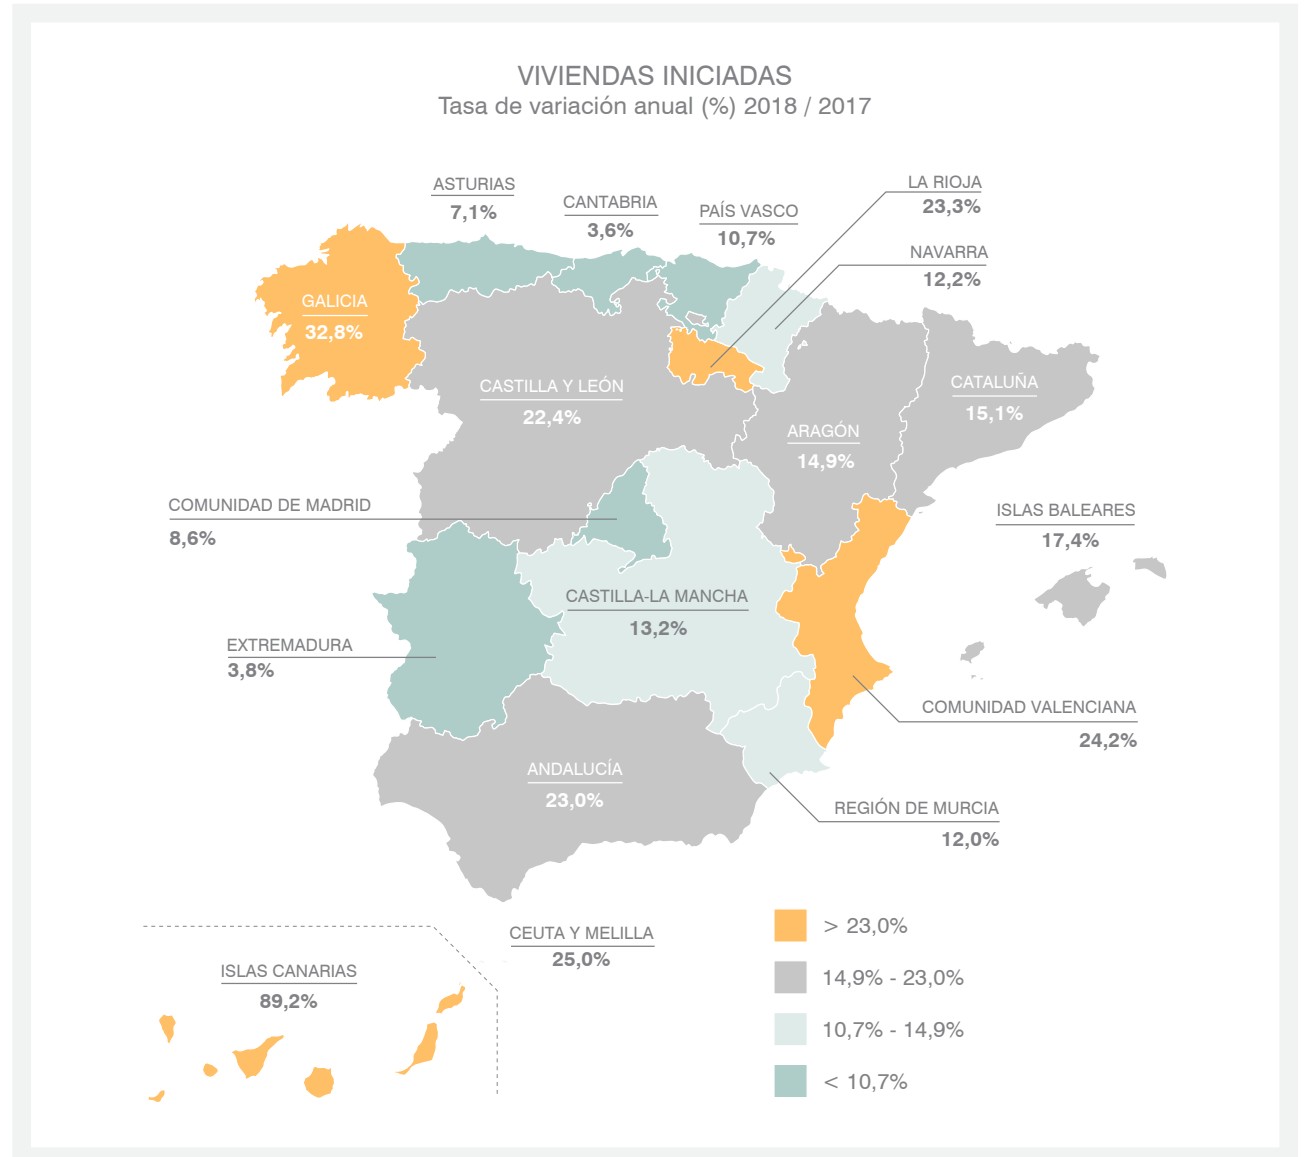 VIVIENDAS INICIADAS
Tasa de variación anual (%) 2018 / 2017
ASTURIAS
7,1%
CANTABRIA
3,6%
PAÍS VASCO
10,7%
LA RIOJA
23,3%
NAVARRA
12,2%
GALICIA
32,8%
CASTILLA Y LEÓN
22,4%
ARAGÓN
14,9%
CATALUÑA
15,1%
COMUNIDAD DE MADRID
8,6%
ISLAS BALEARES
17,4%
CASTILLA-LA MANCHA
13,2%
EXTREMADURA
3,8%
COMUNIDAD VALENCIANA
24,2%
ANDALUCÍA
23,0%
REGIÓN DE MURCIA
12,0%
CEUTA Y MELILLA
25,0%
ISLAS CANARIAS
89,2%
> 23,0%
14,9% - 23,0%
10,7% - 14,9%
< 10,7%